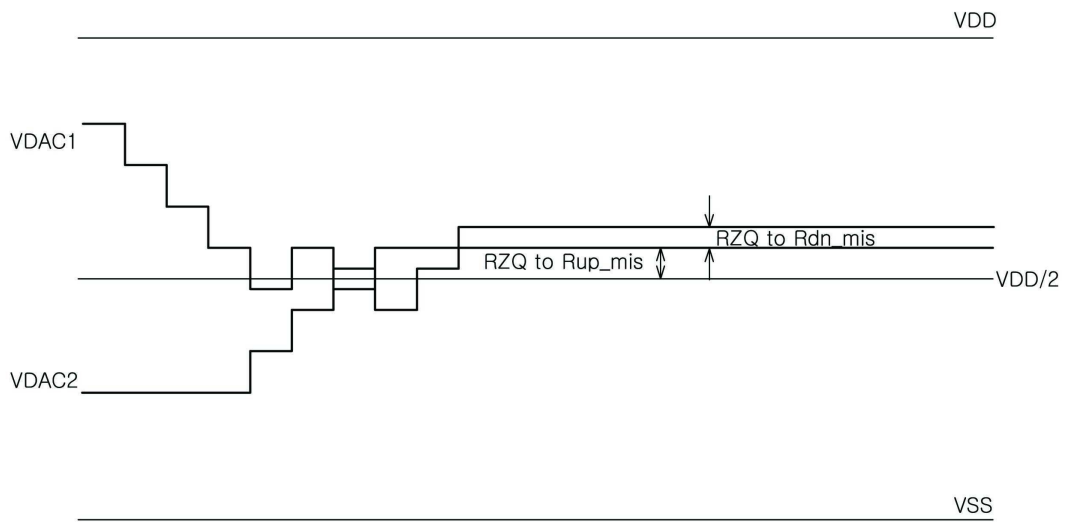 VDD
VDAC1
RZQ to Rdn_mis
RZQ to Rup_mis
VDD/2
VDAC2
VSS